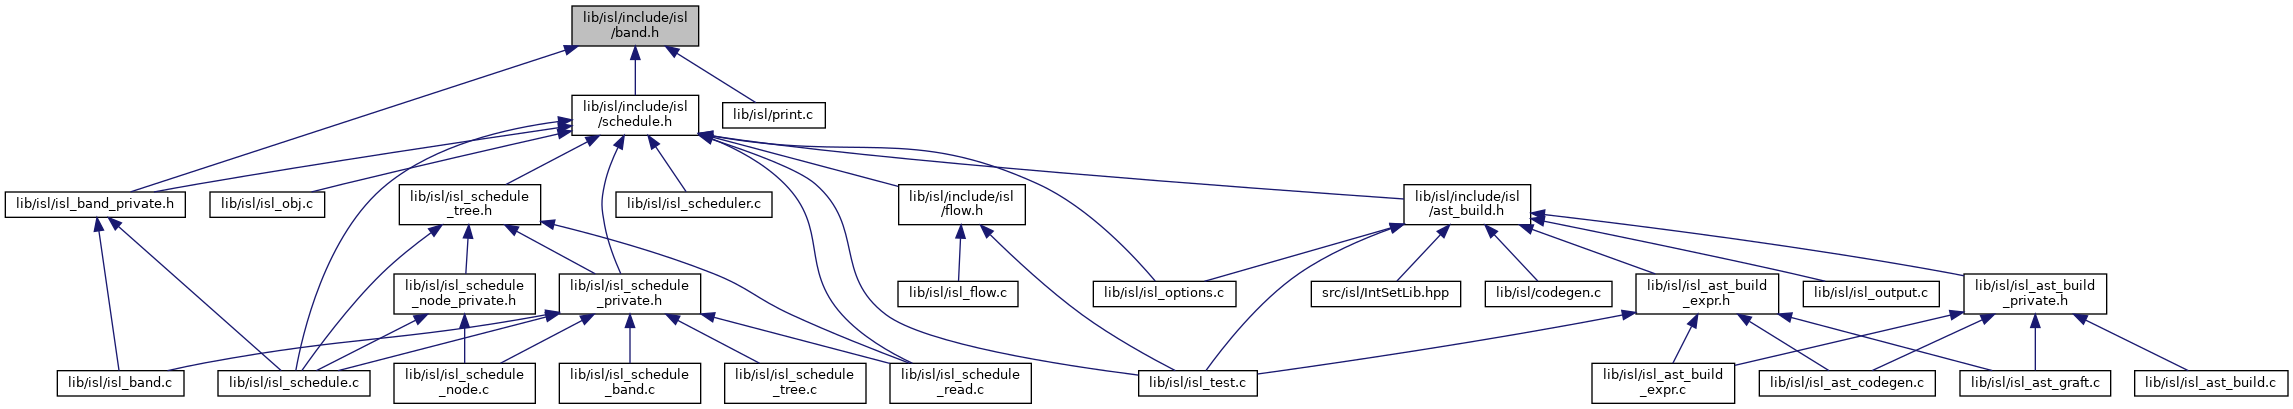 lib/isl/include/isl
/band.h
lib/isl/include/isl
/schedule.h
lib/isl/print.c
lib/isl/isl_band_private.h
lib/isl/isl_obj.c
lib/isl/isl_schedule
_tree.h
lib/isl/isl_scheduler.c
lib/isl/include/isl
/flow.h
lib/isl/include/isl
/ast_build.h
lib/isl/isl_schedule
_node_private.h
lib/isl/isl_schedule
_private.h
lib/isl/isl_flow.c
lib/isl/isl_options.c
src/isl/IntSetLib.hpp
lib/isl/codegen.c
lib/isl/isl_ast_build
_expr.h
lib/isl/isl_output.c
lib/isl/isl_ast_build
_private.h
lib/isl/isl_band.c
lib/isl/isl_schedule.c
lib/isl/isl_schedule
_node.c
lib/isl/isl_schedule
_band.c
lib/isl/isl_schedule
_tree.c
lib/isl/isl_schedule
_read.c
lib/isl/isl_test.c
lib/isl/isl_ast_build
_expr.c
lib/isl/isl_ast_codegen.c
lib/isl/isl_ast_graft.c
lib/isl/isl_ast_build.c